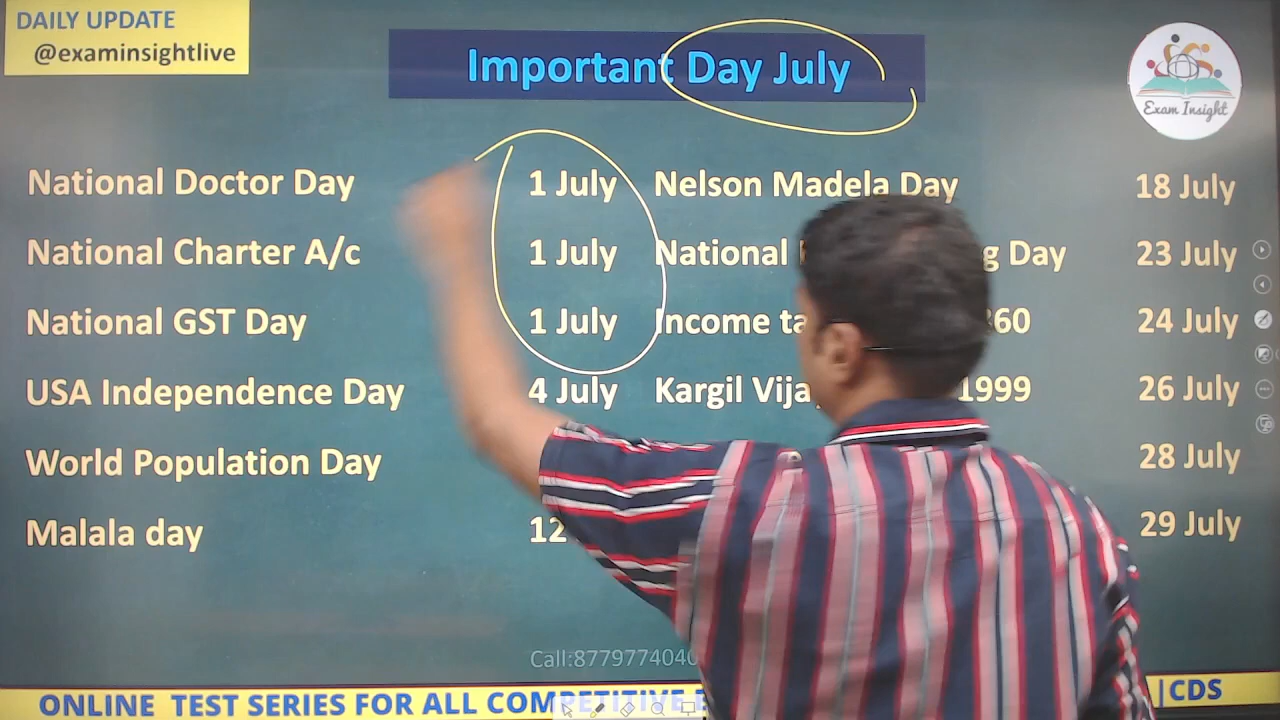 DAILY UPDATE
@examinsightlive
Important Day July
Exam Insight
National Doctor Day 1 July
National Charter A/c 1 July
National GST Day 1 July
USA Independence Day 4 July
World Population Day
Malala day 12
Nelson Madela Day 18 July
National g Day 23 July
Income ta 60 24 July
Kargil Vija 1999 26 July
28 July
29 July
Call:8779774040
ONLINE TEST SERIES FOR ALL COMPETITIVE E |CDS